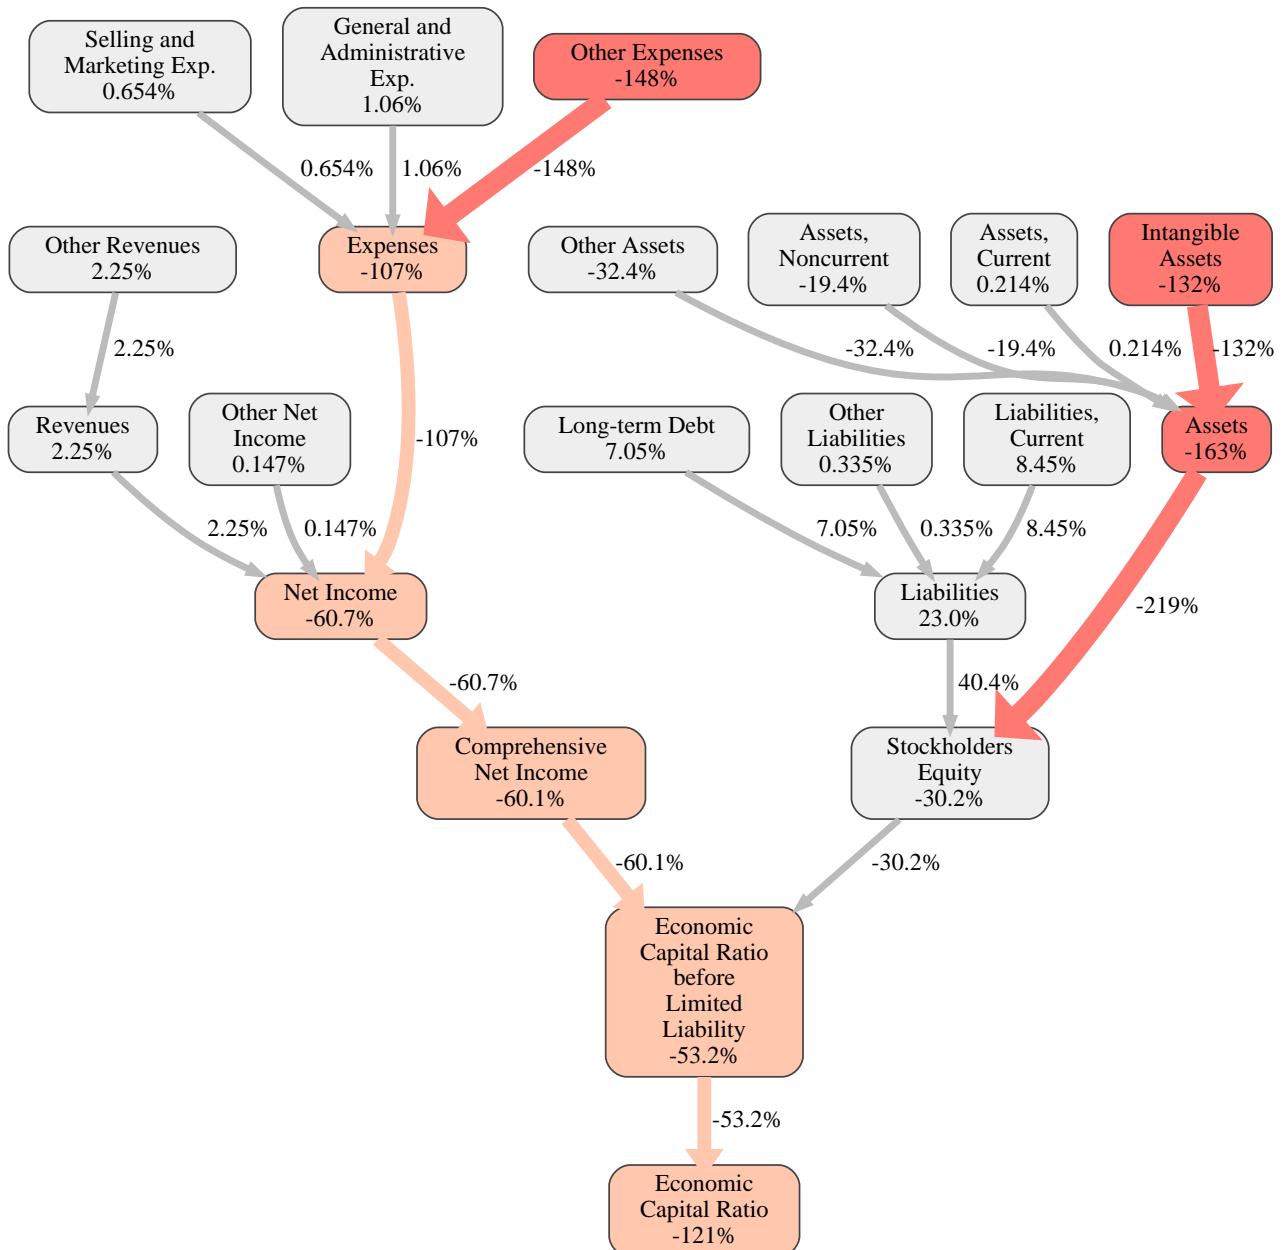 Selling and
Marketing Exp.
0.654%
General and
Administrative
Exp.
1.06%
Other Expenses
-148%
0.654%
1.06%
-148%
Other Revenues
2.25%
Expenses
-107%
Other Assets
-32.4%
Assets,
Noncurrent
-19.4%
Assets,
Current
0.214%
Intangible
Assets
-132%
2.25%
-32.4%
-19.4%
0.214%
-132%
Revenues
2.25%
Other Net
Income
0.147%
-107%
Long-term Debt
7.05%
Other
Liabilities
0.335%
Liabilities,
Current
8.45%
Assets
-163%
2.25%
0.147%
7.05%
0.335%
8.45%
Net Income
-60.7%
Liabilities
23.0%
-219%
-60.7%
40.4%
Comprehensive
Net Income
-60.1%
Stockholders
Equity
-30.2%
-60.1%
-30.2%
Economic
Capital Ratio
before
Limited
Liability
-53.2%
-53.2%
Economic
Capital Ratio
-121%